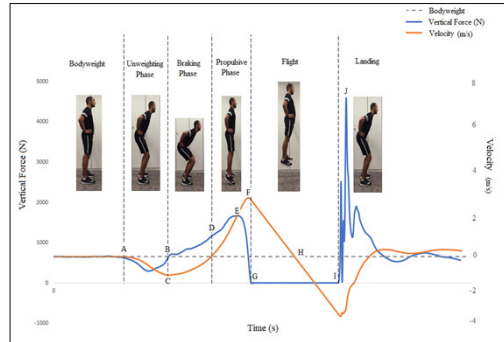 Bodyweight
Vertical Force (N)
Velocity (m/s)
Bodyweight
Unweighting Phase
Braking Phase
Propulsive Phase
Flight
Landing
5000
4000
3000
2000
1000
0
-1000
Vertical Force (N)
8
6
4
2
0
-2
-4
Velocity (m/s)
A
B
C
D
E
F
G
H
I
J
0
Time (s)